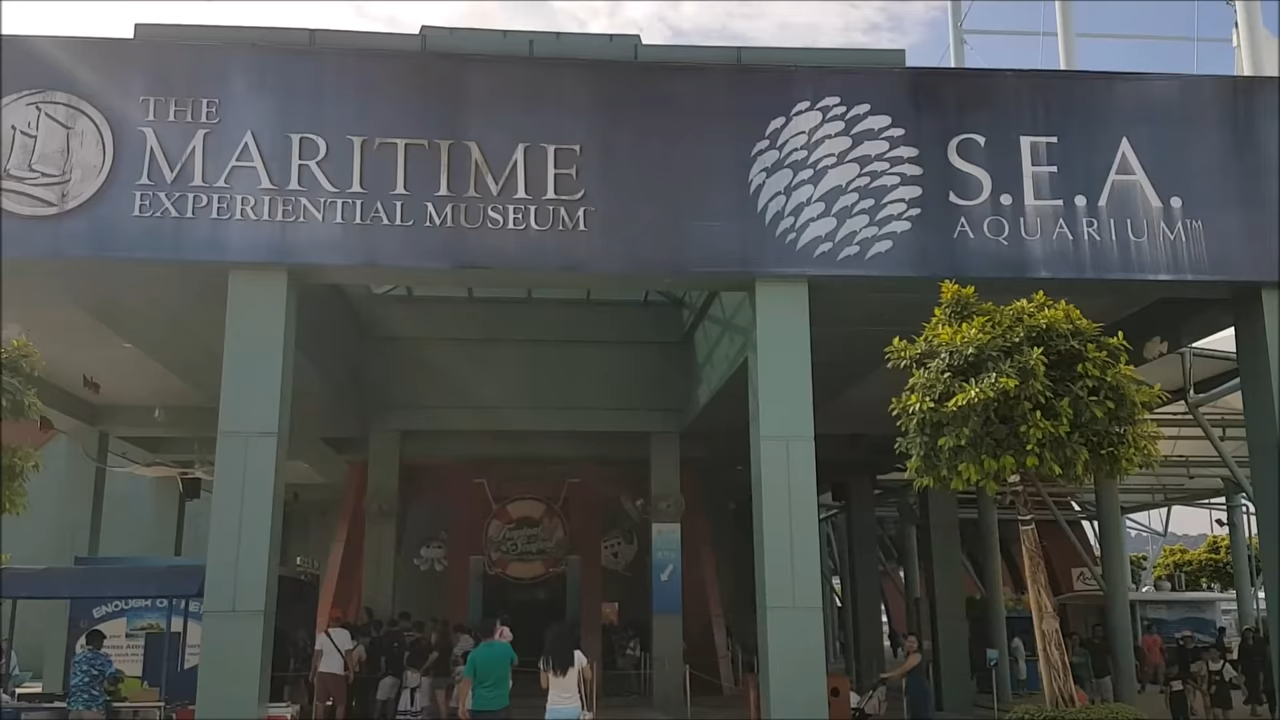 THE
MARITIME
EXPERIENTIAL MUSEUM™
S.E.A.
AQUARIUM™
ENOUGH OF